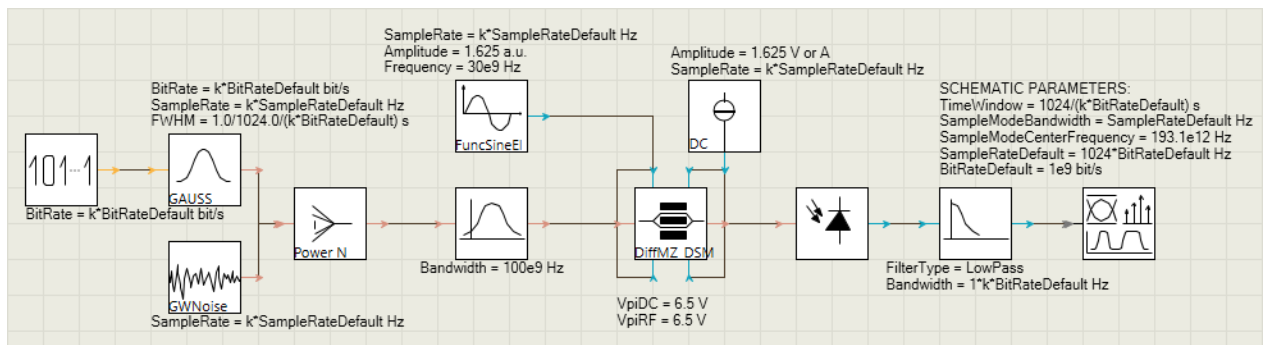 SampleRate = k*SampleRateDefault Hz
Amplitude = 1.625 a.u.
Frequency = 30e9 Hz
Amplitude = 1.625 V or A
SampleRate = k*SampleRateDefault Hz
BitRate = k*BitRateDefault bit/s
SampleRate = k*SampleRateDefault Hz
FWHM = 1.0/1024.0/(k*BitRateDefault) s
SCHEMATIC PARAMETERS:
TimeWindow = 1024/(k*BitRateDefault) s
SampleModeBandwidth = SampleRateDefault Hz
SampleModeCenterFrequency = 193.1e12 Hz
SampleRateDefault = 1024*BitRateDefault Hz
BitRateDefault = 1e9 bit/s
FuncSineEl
DC
101...1
GAUSS
BitRate = k*BitRateDefault bit/s
Power N
DiffMZ_DSM
Bandwidth = 100e9 Hz
FilterType = LowPass
Bandwidth = 1*k*BitRateDefault Hz
GWNoise
SampleRate = k*SampleRateDefault Hz
VpiDC = 6.5 V
VpiRF = 6.5 V